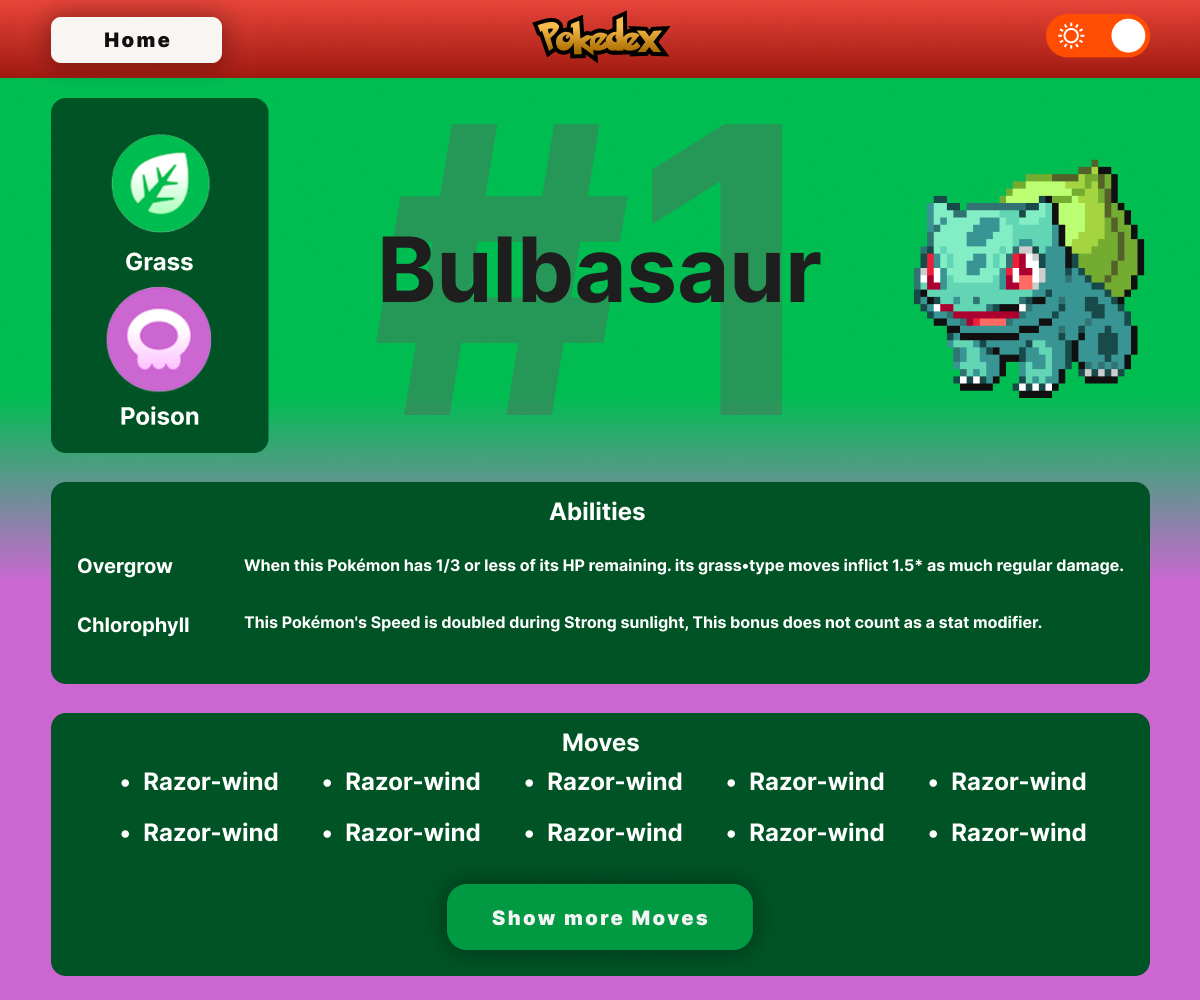 Home
Pokedex
Grass
Poison
#1
Bulbasaur
Abilities
Overgrow
When this Pokémon has 1/3 or less of its HP remaining. its grass•type moves inflict 1.5* as much regular damage.
Chlorophyll
This Pokémon's Speed is doubled during Strong sunlight, This bonus does not count as a stat modifier.
Moves
• Razor-wind • Razor-wind • Razor-wind • Razor-wind • Razor-wind
• Razor-wind • Razor-wind • Razor-wind • Razor-wind • Razor-wind
Show more Moves